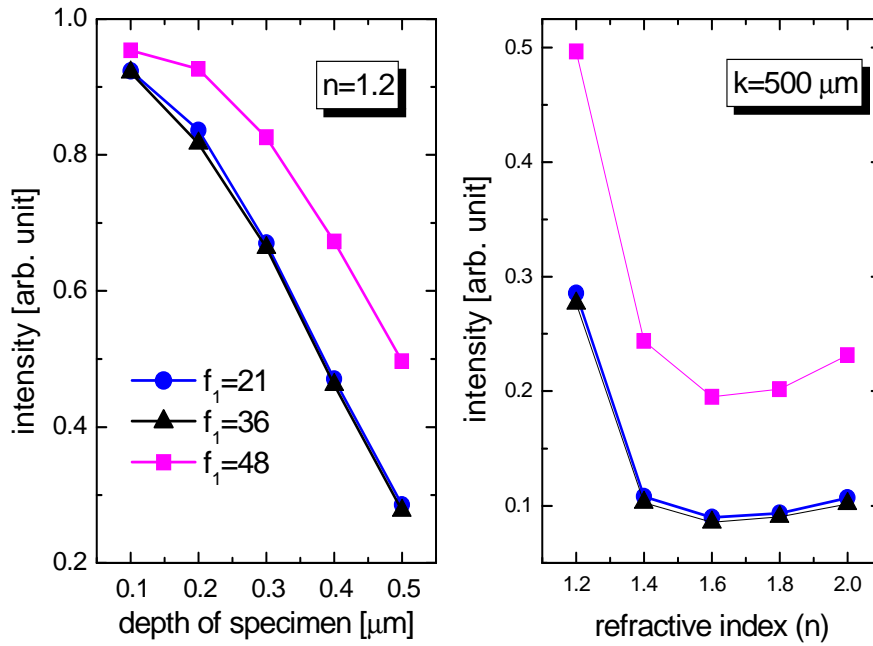 1.0
0.8
0.6
0.4
0.2
intensity [arb. unit]
n=1.2
f₁=21
f₁=36
f₁=48
0.1 0.2 0.3 0.4 0.5
depth of specimen [μm]
0.5
0.4
0.3
0.2
0.1
intensity [arb. unit]
k=500 μm
1.2 1.4 1.6 1.8 2.0
refractive index (n)